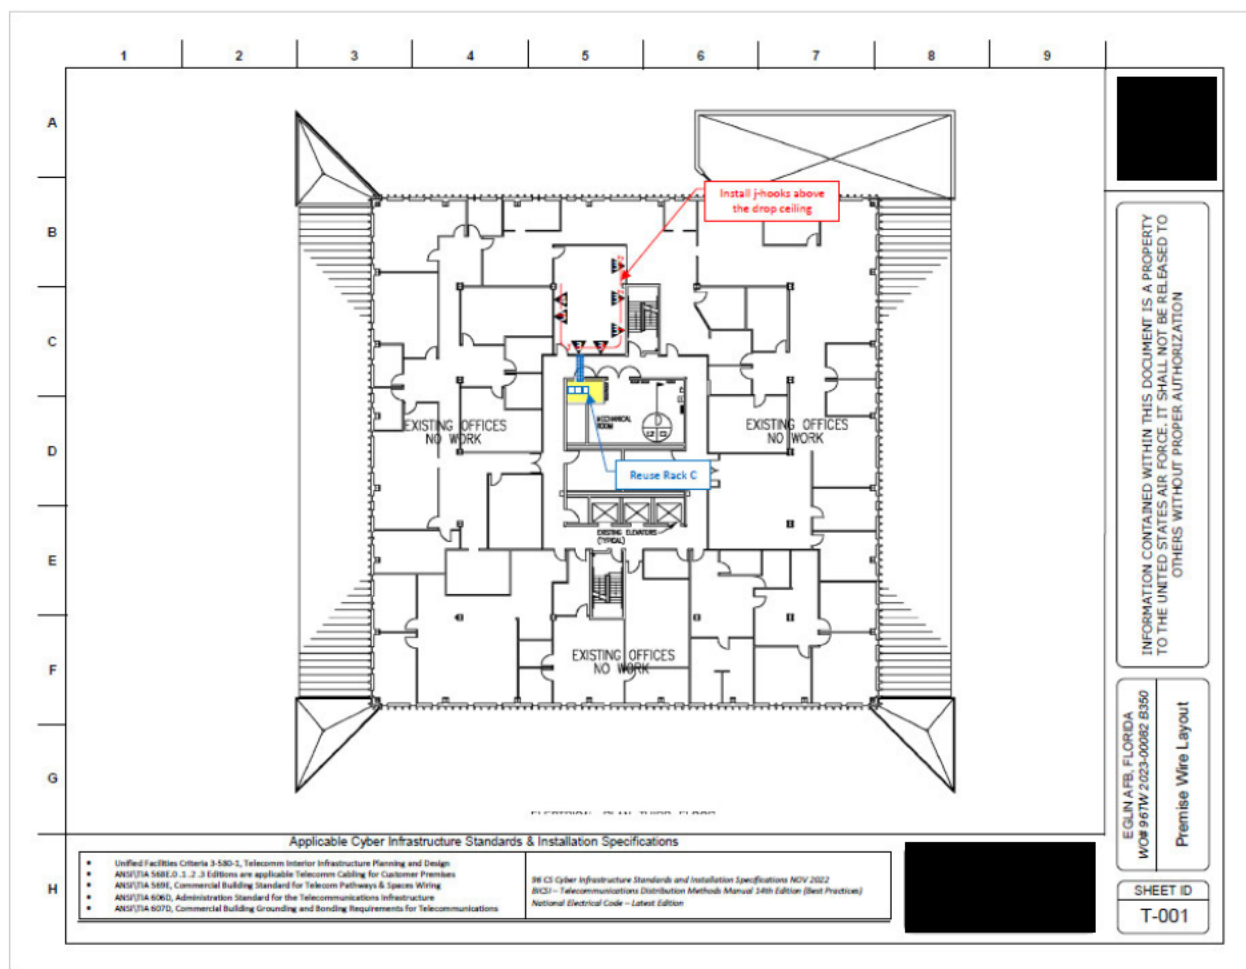 1 2 3 4 5 6 7 8 9
A
B
C
D
E
F
G
H
Install j-hooks above
the drop ceiling
EXISTING OFFICES
NO WORK
MECHANICAL
ROOM
D
EXISTING OFFICES
NO WORK
Reuse Rack C
EXISTING ELEVATORS
(TYPICAL)
EXISTING OFFICES
NO WORK
INFORMATION CONTAINED WITHIN THIS DOCUMENT IS A PROPERTY
TO THE UNITED STATES AIR FORCE. IT SHALL NOT BE RELEASED TO
OTHERS WITHOUT PROPER AUTHORIZATION
EGLIN AFB, FLORIDA
WO# 96TW 2023-00082 B350
Premise Wire Layout
SHEET ID
T-001
Applicable Cyber Infrastructure Standards & Installation Specifications
• Unified Facilities Criteria 3-580-1, Telecomm Interior Infrastructure Planning and Design
• ANSI/TIA 568E.0 .1 .2 .3 Editions are applicable Telecomm Cabling for Customer Premises
• ANSI/TIA 569E, Commercial Building Standard for Telecom Pathways & Spaces Wiring
• ANSI/TIA 606D, Administration Standard for the Telecommunications Infrastructure
• ANSI/TIA 607D, Commercial Building Grounding and Bonding Requirements for Telecommunications
96 CS Cyber Infrastructure Standards and Installation Specifications NOV 2022
BICSI – Telecommunications Distribution Methods Manual 14th Edition (Best Practices)
National Electrical Code – Latest Edition